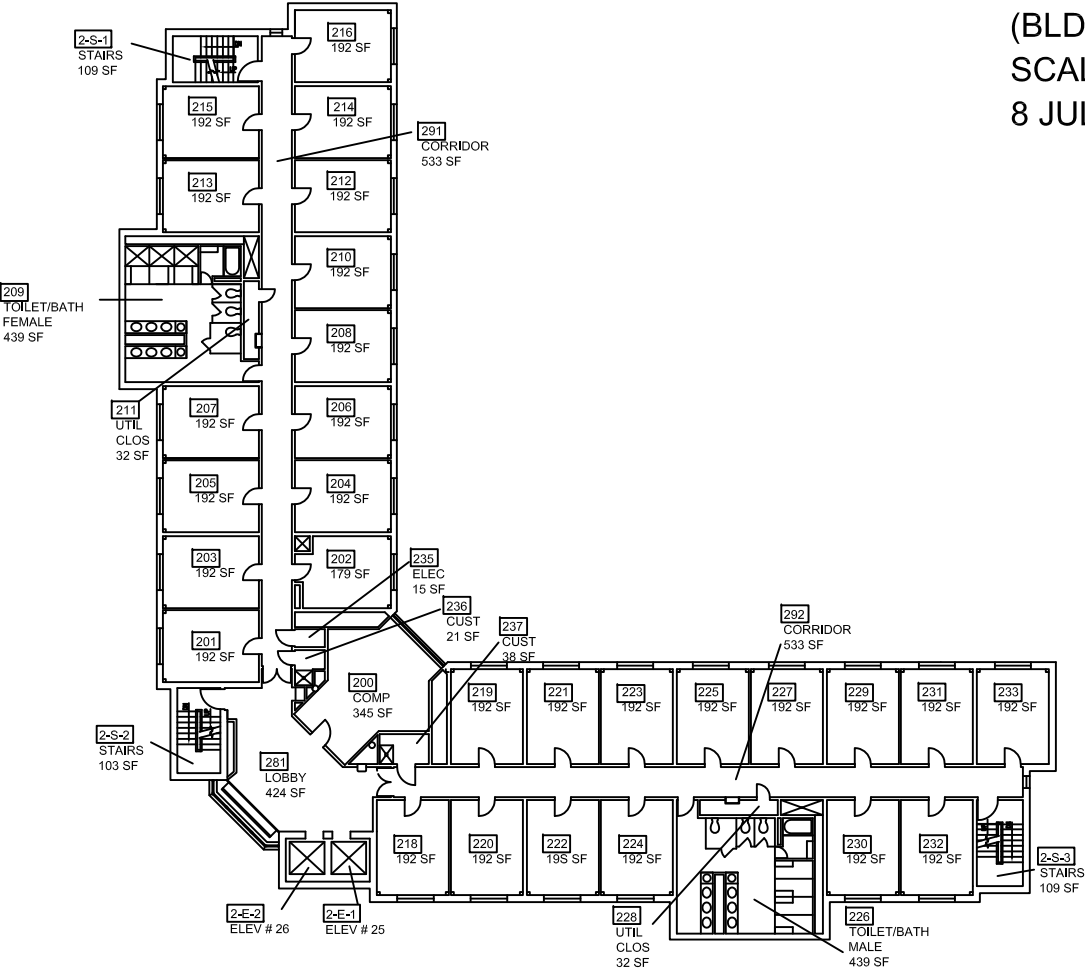 (BLD
SCAL
8 JUL
216
192 SF
2-S-1
STAIRS
109 SF
215
192 SF
214
192 SF
291
CORRIDOR
533 SF
213
192 SF
212
192 SF
210
192 SF
209
TOILET/BATH
FEMALE
439 SF
208
192 SF
211
UTIL
CLOS
32 SF
207
192 SF
206
192 SF
205
192 SF
204
192 SF
203
192 SF
202
179 SF
235
ELEC
15 SF
236
CUST
21 SF
237
CUST
38 SF
292
CORRIDOR
533 SF
201
192 SF
200
COMP
345 SF
219
192 SF
221
192 SF
223
192 SF
225
192 SF
227
192 SF
229
192 SF
231
192 SF
233
192 SF
2-S-2
STAIRS
103 SF
281
LOBBY
424 SF
218
192 SF
220
192 SF
222
19S SF
224
192 SF
230
192 SF
232
192 SF
2-S-3
STAIRS
109 SF
2-E-2
ELEV # 26
2-E-1
ELEV # 25
228
UTIL
CLOS
32 SF
226
TOILET/BATH
MALE
439 SF